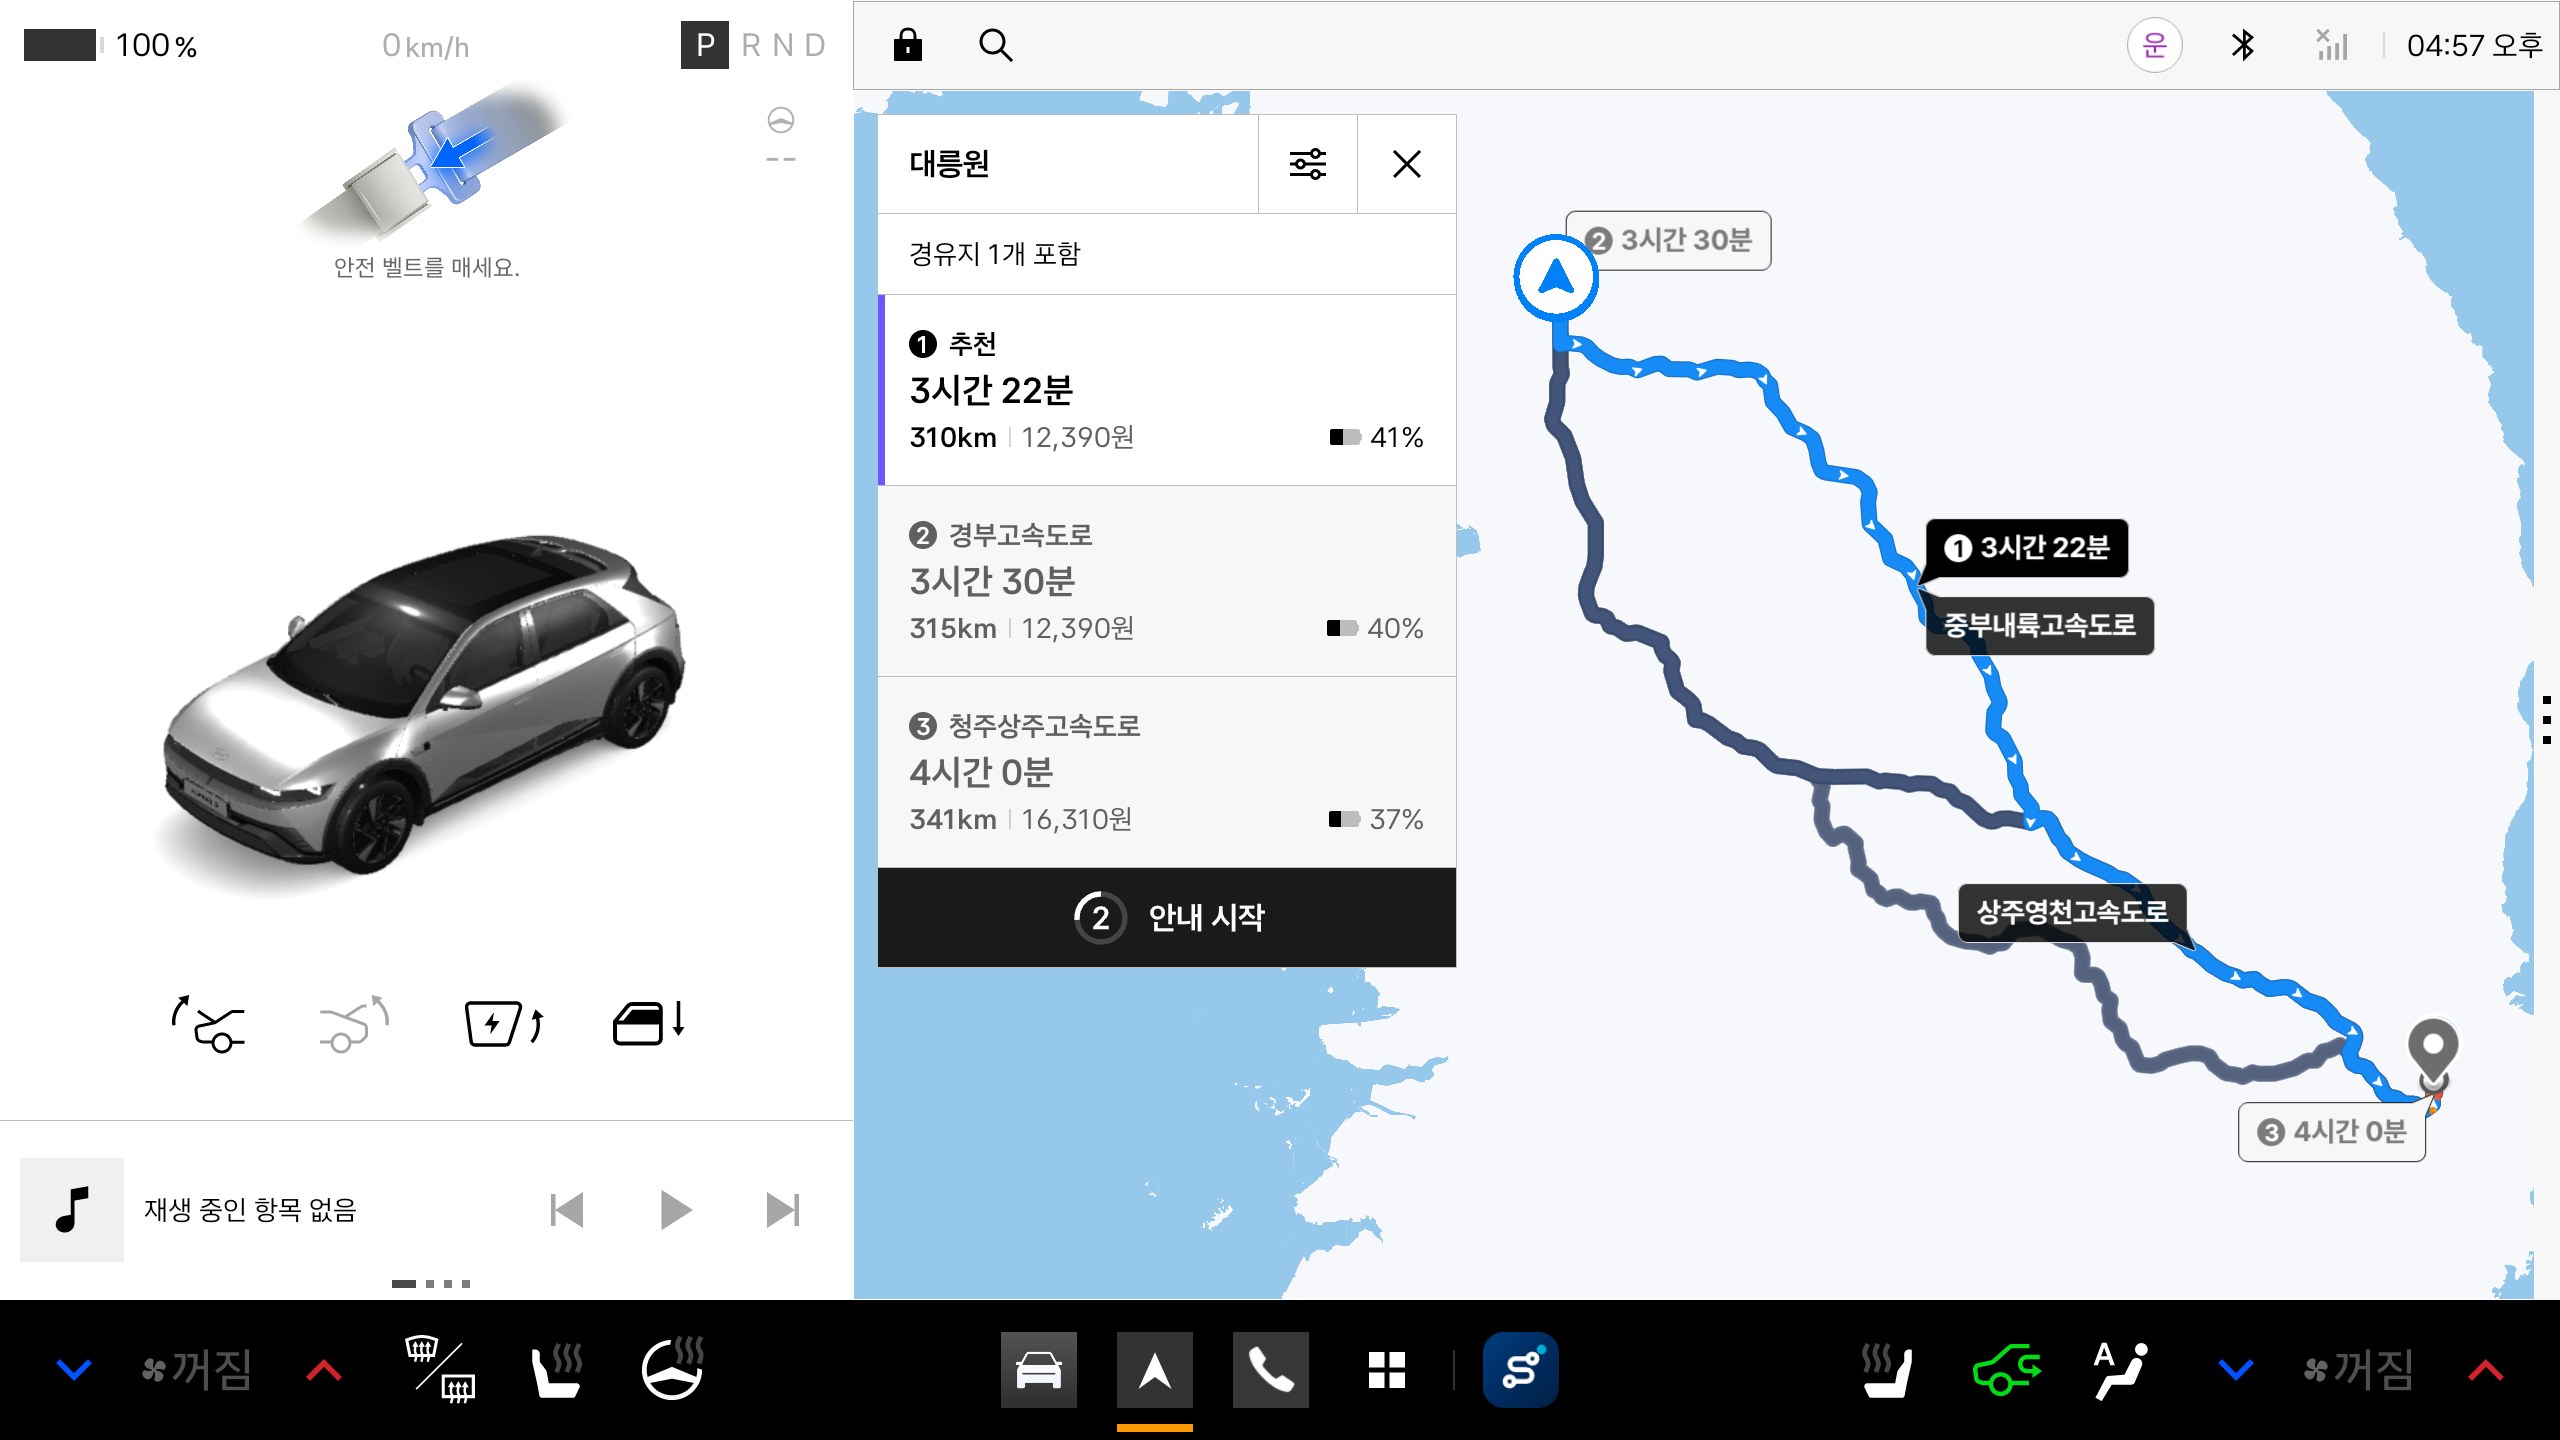 100 %
0 km/h
P R N D
운
04:57 오후
안전 벨트를 매세요.
대릉원
경유지 1개 포함
1 추천
3시간 22분
310km 12,390원 41%
2 경부고속도로
3시간 30분
315km 12,390원 40%
3 청주상주고속도로
4시간 0분
341km 16,310원 37%
2 안내 시작
2 3시간 30분
1 3시간 22분
중부내륙고속도로
상주영천고속도로
3 4시간 0분
재생 중인 항목 없음
꺼짐
A
꺼짐